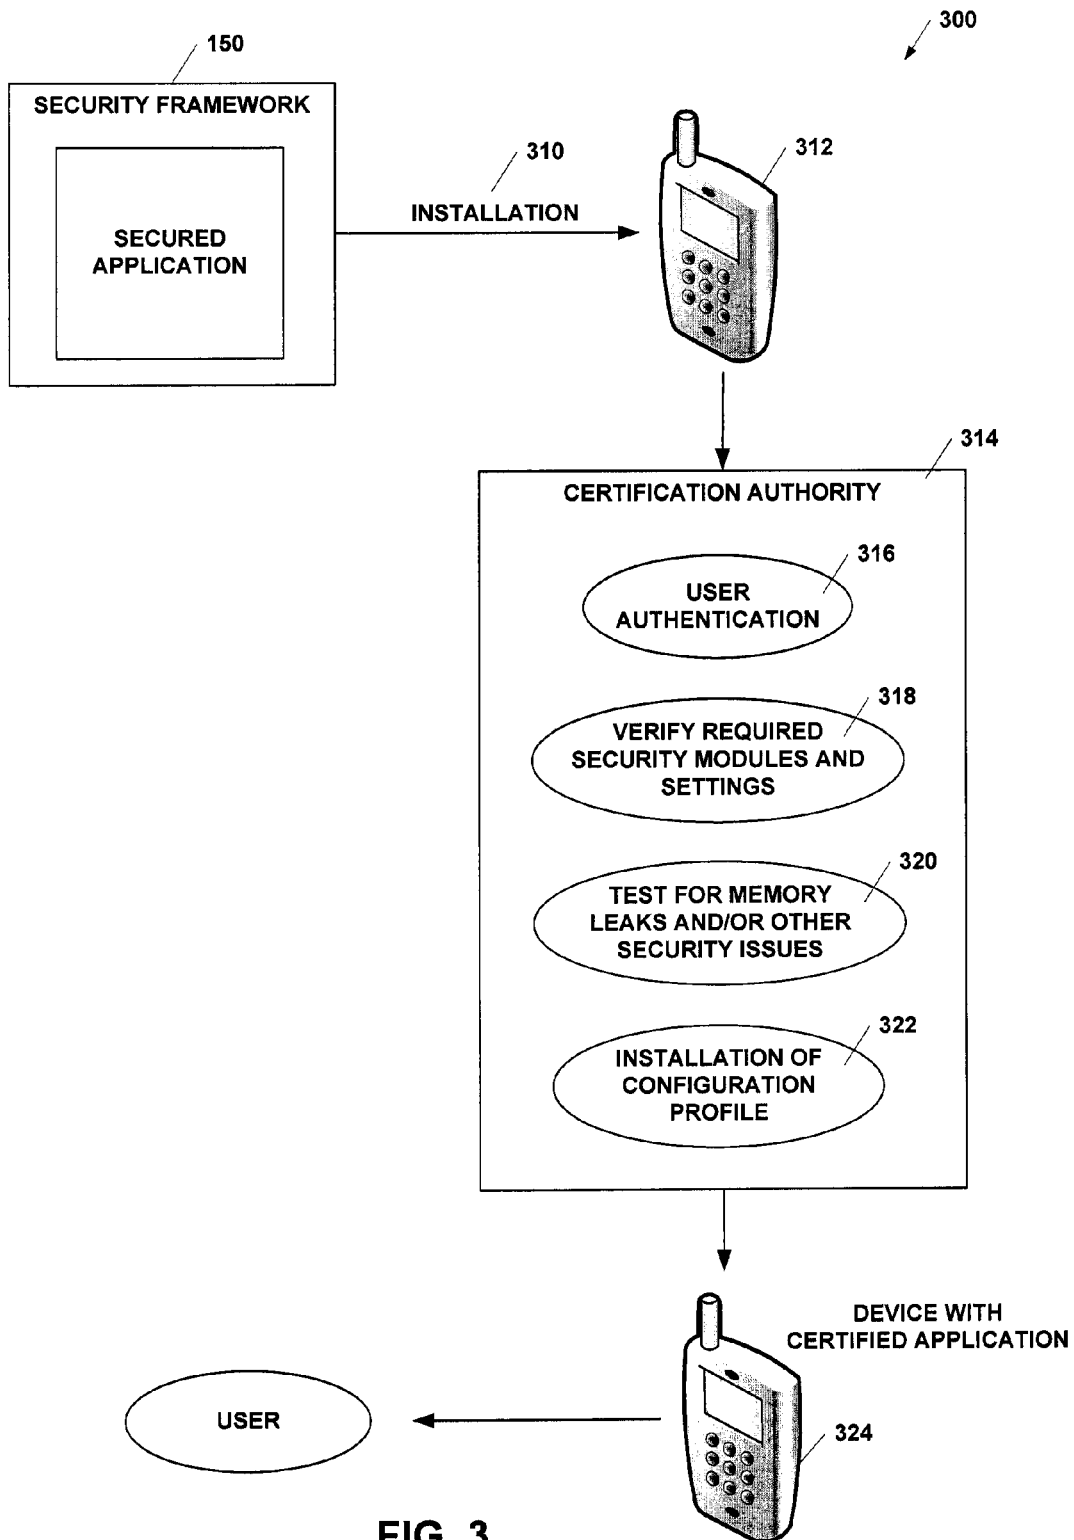 300
150
SECURITY FRAMEWORK
SECURED
APPLICATION
310
INSTALLATION
312
314
CERTIFICATION AUTHORITY
316
USER
AUTHENTICATION
318
VERIFY REQUIRED
SECURITY MODULES AND
SETTINGS
320
TEST FOR MEMORY
LEAKS AND/OR OTHER
SECURITY ISSUES
322
INSTALLATION OF
CONFIGURATION
PROFILE
DEVICE WITH
CERTIFIED APPLICATION
USER
324
FIG. 3